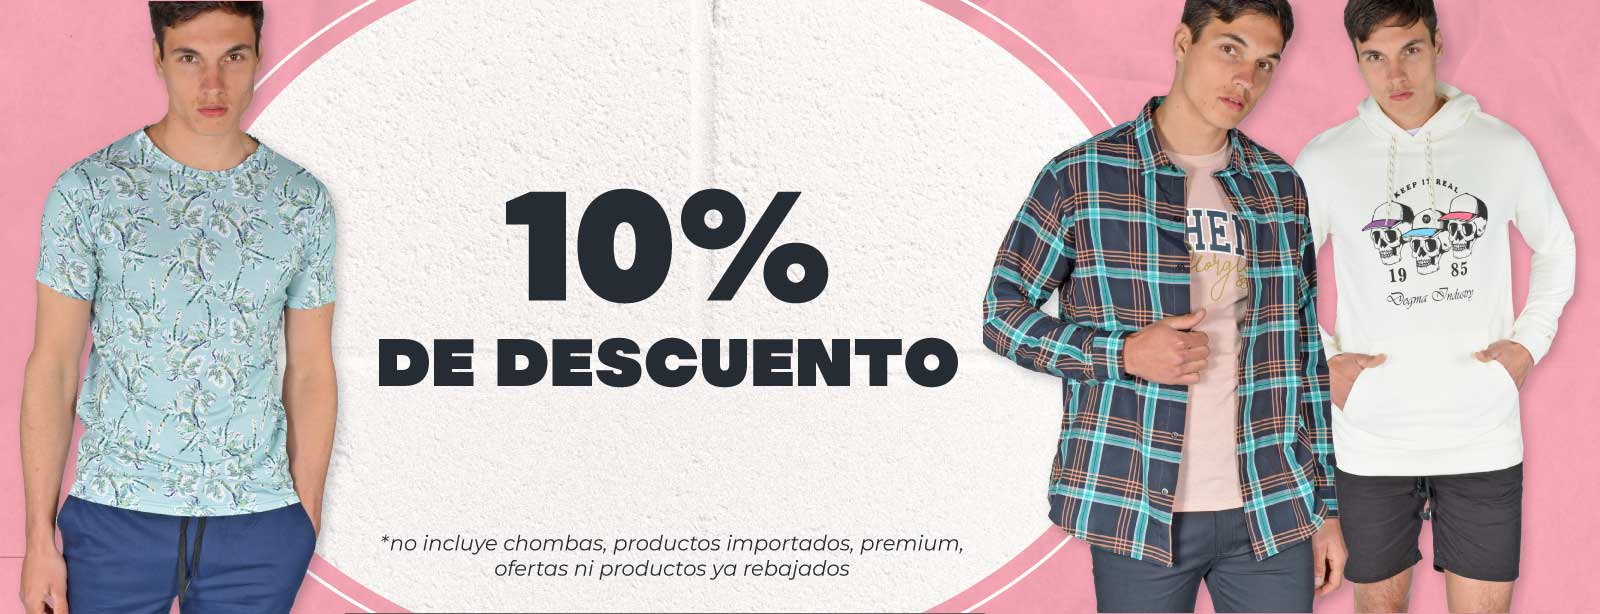 10%
DE DESCUENTO
*no incluye chombas, productos importados, premium,
ofertas ni productos ya rebajados
KEEP IT REAL
19 85
Dogma Industry